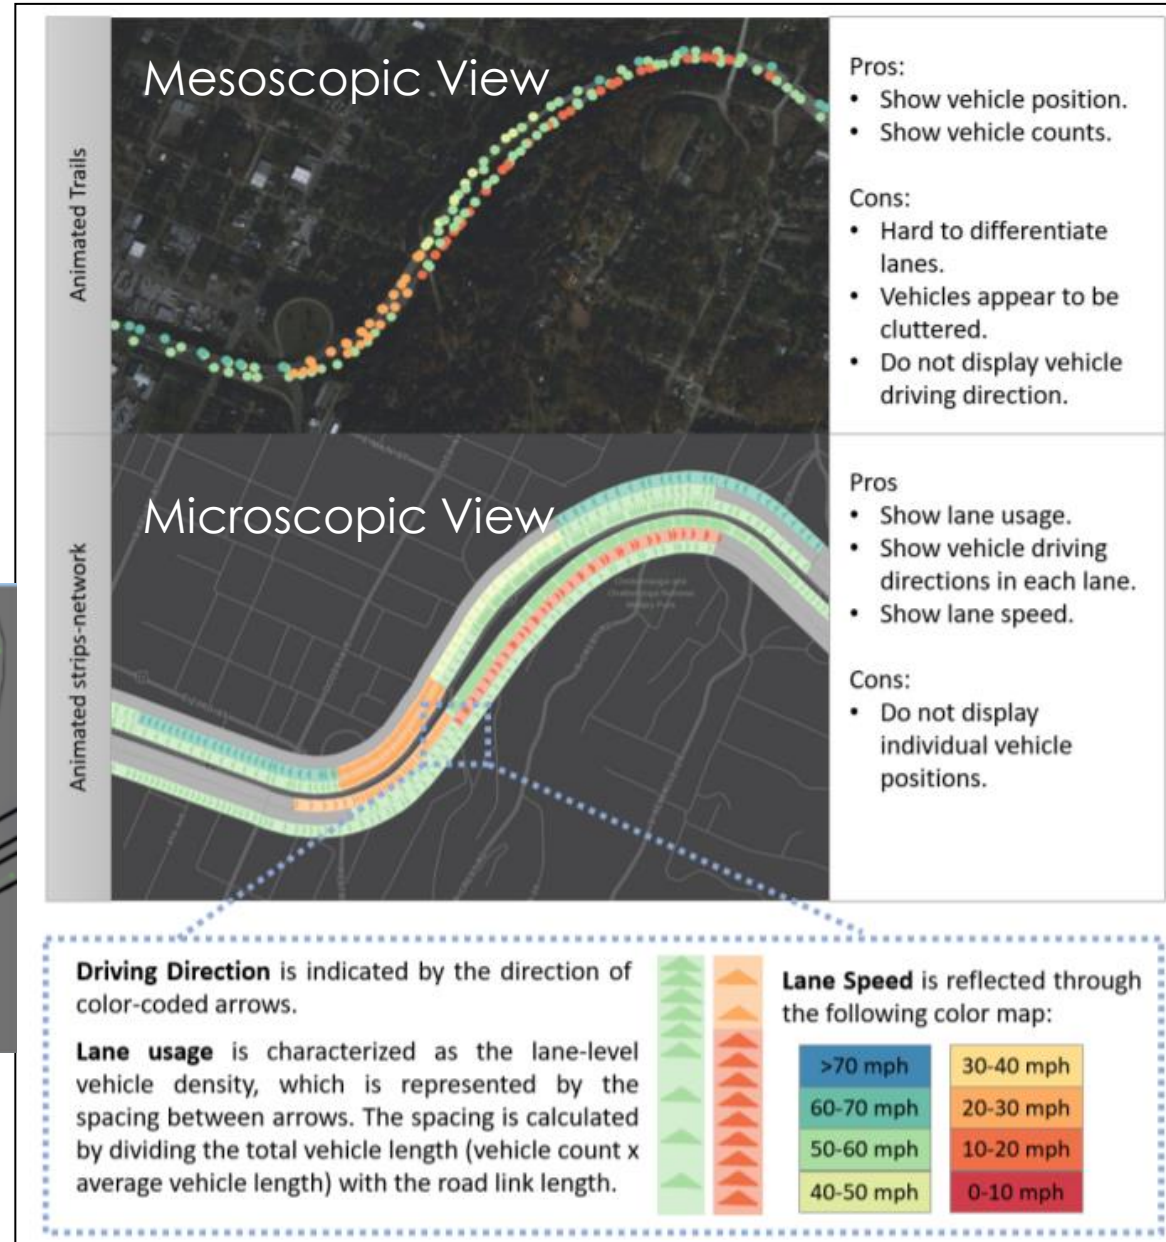 Animated Trails
Mesoscopic View
Pros:
• Show vehicle position.
• Show vehicle counts.
Cons:
• Hard to differentiate
lanes.
• Vehicles appear to be
cluttered.
• Do not display vehicle
driving direction.
Animated strips-network
Microscopic View
Pros
• Show lane usage.
• Show vehicle driving
directions in each lane.
• Show lane speed.
Cons:
• Do not display
individual vehicle
positions.
Driving Direction is indicated by the direction of
color-coded arrows.
Lane usage is characterized as the lane-level
vehicle density, which is represented by the
spacing between arrows. The spacing is calculated
by dividing the total vehicle length (vehicle count x
average vehicle length) with the road link length.
Lane Speed is reflected through
the following color map:
>70 mph
60-70 mph
50-60 mph
40-50 mph
30-40 mph
20-30 mph
10-20 mph
0-10 mph